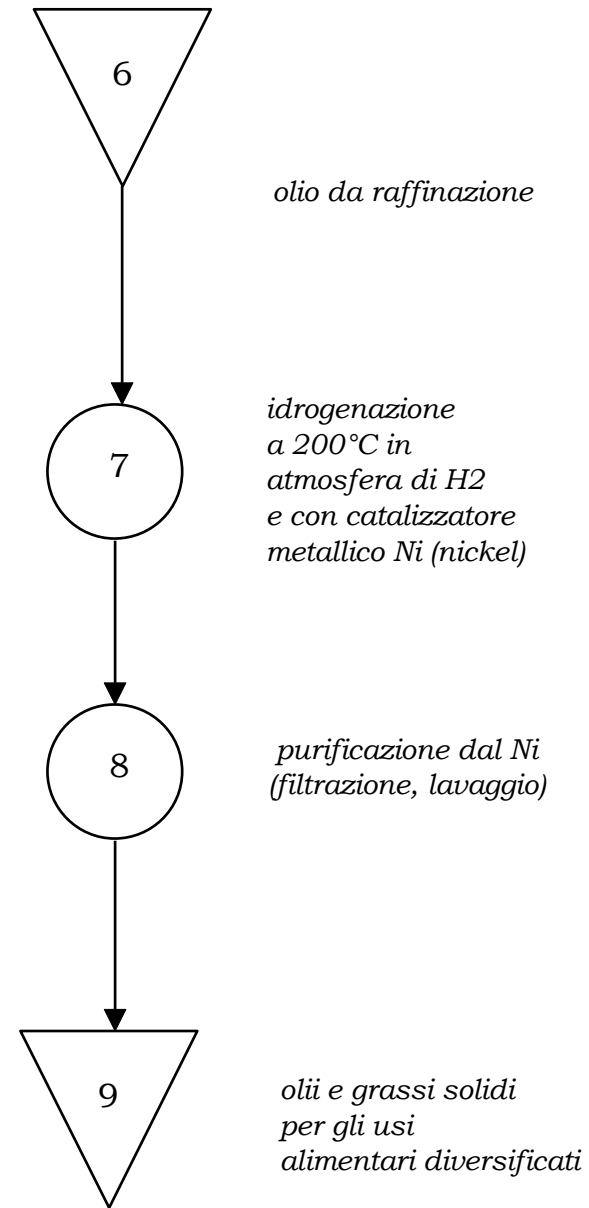 6
olio da raffinazione
7
idrogenazione
a 200°C in
atmosfera di H2
e con catalizzatore
metallico Ni (nickel)
8
purificazione dal Ni
(filtrazione, lavaggio)
9
olii e grassi solidi
per gli usi
alimentari diversificati